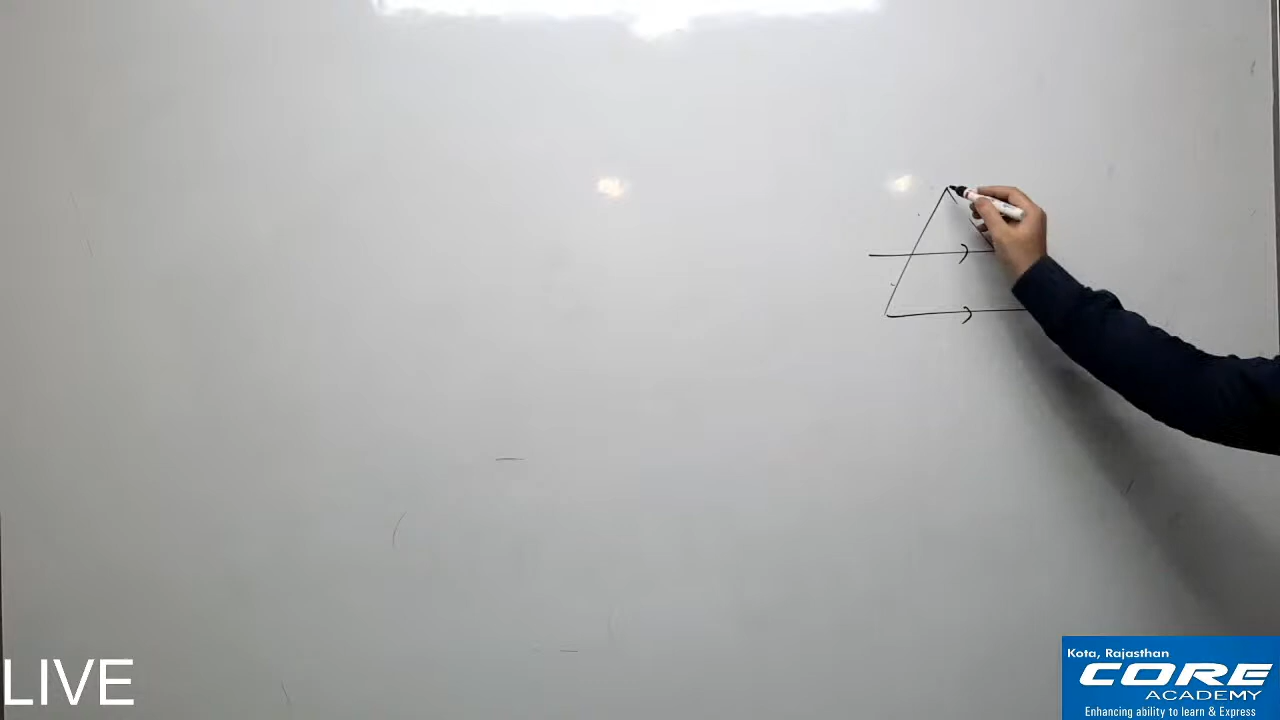 LIVE
Kota, Rajasthan
CORE
ACADEMY
Enhancing ability to learn & Express